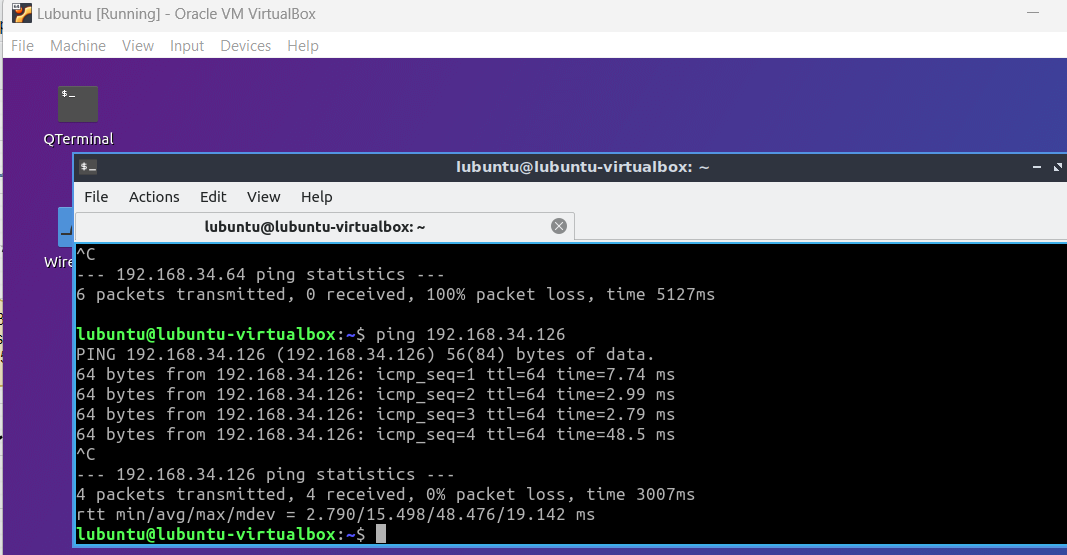 Lubuntu [Running] - Oracle VM VirtualBox
File Machine View Input Devices Help
$_
QTerminal
$_ lubuntu@lubuntu-virtualbox: ~
File Actions Edit View Help
lubuntu@lubuntu-virtualbox: ~
Wire
^C
--- 192.168.34.64 ping statistics ---
6 packets transmitted, 0 received, 100% packet loss, time 5127ms
lubuntu@lubuntu-virtualbox:~$ ping 192.168.34.126
PING 192.168.34.126 (192.168.34.126) 56(84) bytes of data.
64 bytes from 192.168.34.126: icmp_seq=1 ttl=64 time=7.74 ms
64 bytes from 192.168.34.126: icmp_seq=2 ttl=64 time=2.99 ms
64 bytes from 192.168.34.126: icmp_seq=3 ttl=64 time=2.79 ms
64 bytes from 192.168.34.126: icmp_seq=4 ttl=64 time=48.5 ms
^C
--- 192.168.34.126 ping statistics ---
4 packets transmitted, 4 received, 0% packet loss, time 3007ms
rtt min/avg/max/mdev = 2.790/15.498/48.476/19.142 ms
lubuntu@lubuntu-virtualbox:~$